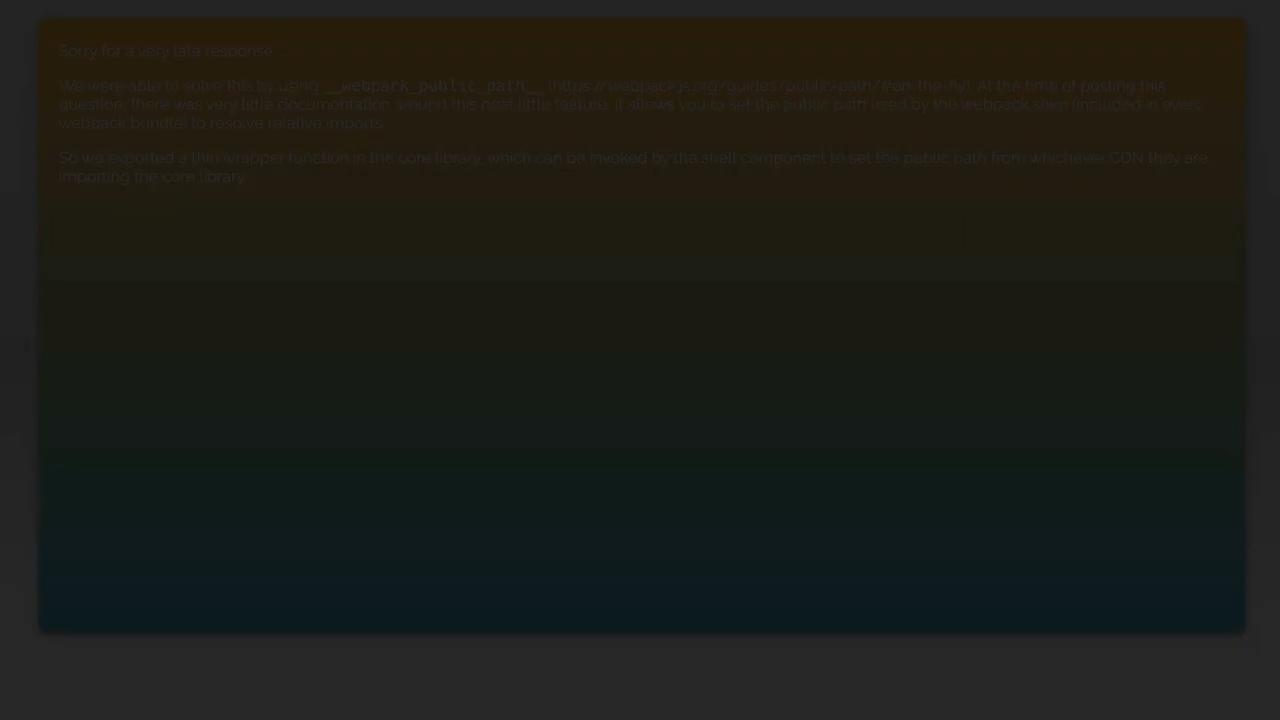 Sorry for a very late response...
We were able to solve this by using __webpack_public_path__ (https://webpack.js.org/guides/public-path/#on-the-fly). At the time of posting this
question, there was very little documentation around this neat little feature. It allows you to set the public path used by the webpack shim (included in every
webpack bundle) to resolve relative imports.
So we exported a thin wrapper function in the core library, which can be invoked by the shell component to set the public path from whichever CDN they are
importing the core library.